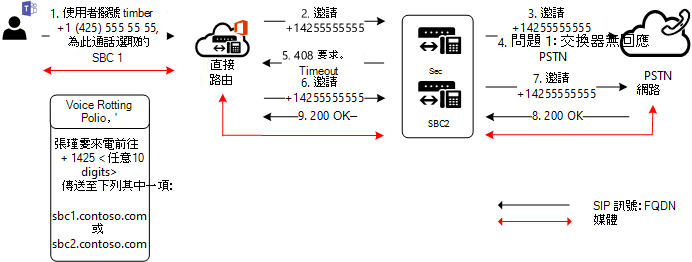 1. 使用者撥號 timber
+1 (425) 555 55 55,
為此通話選取的
SBC 1
直接
路由
2. 邀請
+14255555555
5. 408 要求。
Timeout
6. 邀請
+14255555555
9. 200 OK
Sec
SBC2
3. 邀請
+14255555555
4. 問題 1: 交換器無回應
PSTN
7. 邀請
+14255555555
8. 200 OK
PSTN
網路
Voice Rotting
Polio, '
張瑾要來電前往
+ 1425 < 任意10
digits>
傳送至下列其中一項:
sbc1.contoso.com
或
sbc2.contoso.com
SIP 訊號: FQDN
媒體